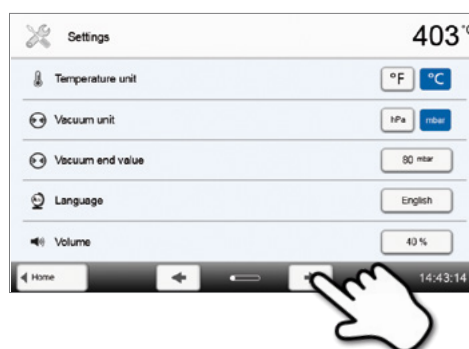 Settings 403 °C
Temperature unit °F °C
Vacuum unit hPa mbar
Vacuum end value 80 mbar
Language English
Volume 40 %
Home 14:43:14